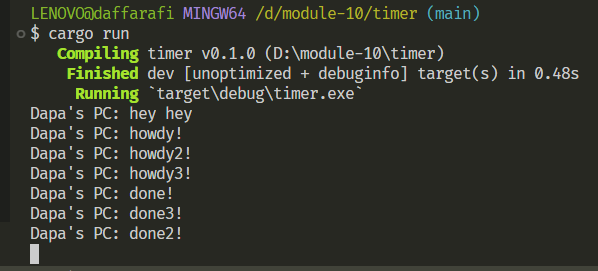 LENOVO@daffarafi MINGW64 /d/module-10/timer (main)
$ cargo run
Compiling timer v0.1.0 (D:\module-10\timer)
Finished dev [unoptimized + debuginfo] target(s) in 0.48s
Running `target\debug\timer.exe`
Dapa's PC: hey hey
Dapa's PC: howdy!
Dapa's PC: howdy2!
Dapa's PC: howdy3!
Dapa's PC: done!
Dapa's PC: done3!
Dapa's PC: done2!